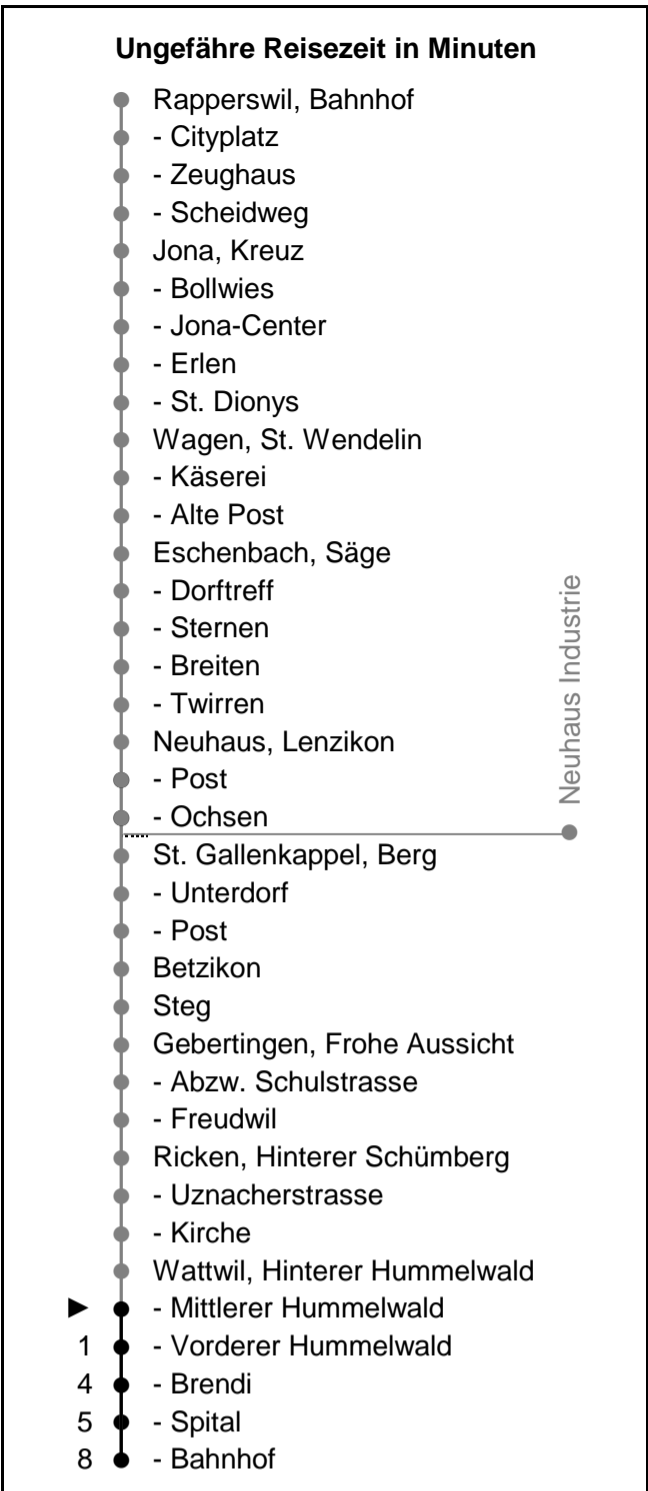 Ungefähre Reisezeit in Minuten
Rapperswil, Bahnhof
- Cityplatz
- Zeughaus
- Scheidweg
Jona, Kreuz
- Bollwies
- Jona-Center
- Erlen
- St. Dionys
Wagen, St. Wendelin
- Käserei
- Alte Post
Eschenbach, Säge
- Dorftreff
- Sternen
- Breiten
- Twirren
Neuhaus, Lenzikon
- Post
- Ochsen
Neuhaus Industrie
St. Gallenkappel, Berg
- Unterdorf
- Post
Betzikon
Steg
Gebertingen, Frohe Aussicht
- Abzw. Schulstrasse
- Freudwil
Ricken, Hinterer Schümberg
- Uznacherstrasse
- Kirche
Wattwil, Hinterer Hummelwald
► - Mittlerer Hummelwald
1 - Vorderer Hummelwald
4 - Brendi
5 - Spital
8 - Bahnhof